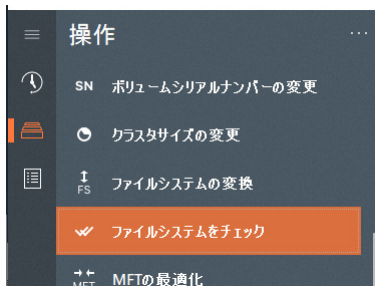 操作
SN ボリュームシリアルナンバーの変更
クラスタサイズの変更
FS ファイルシステムの変換
ファイルシステムをチェック
MFT MFTの最適化